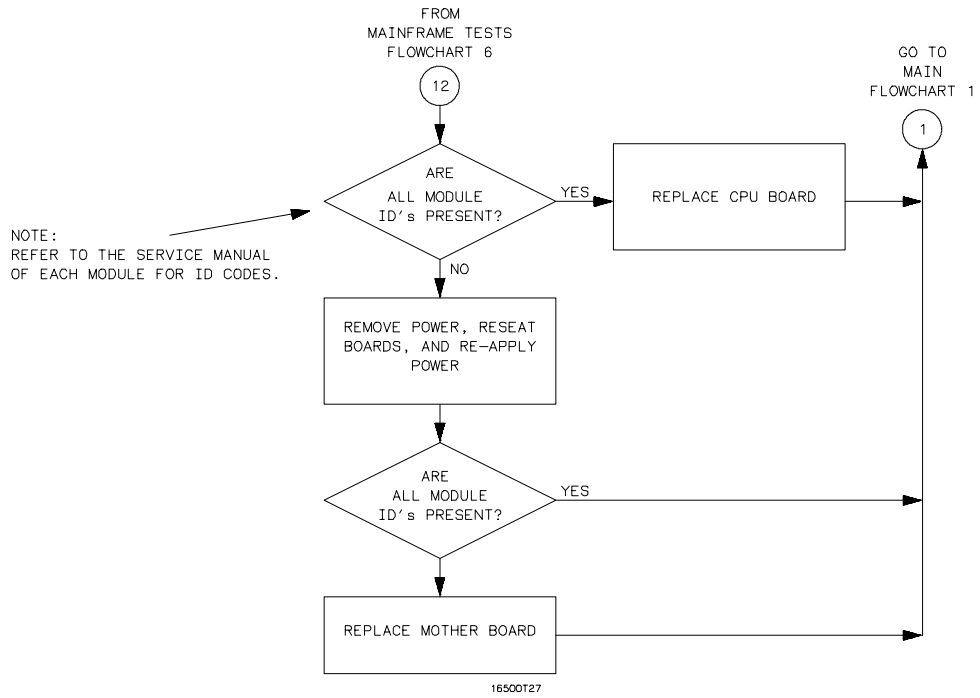 FROM
MAINFRAME TESTS
FLOWCHART 6
12
GO TO
MAIN
FLOWCHART 1
1
ARE
ALL MODULE
ID's PRESENT?
YES
REPLACE CPU BOARD
NOTE:
REFER TO THE SERVICE MANUAL
OF EACH MODULE FOR ID CODES.
NO
REMOVE POWER, RESEAT
BOARDS, AND RE-APPLY
POWER
ARE
ALL MODULE
ID's PRESENT?
YES
REPLACE MOTHER BOARD
16500T27